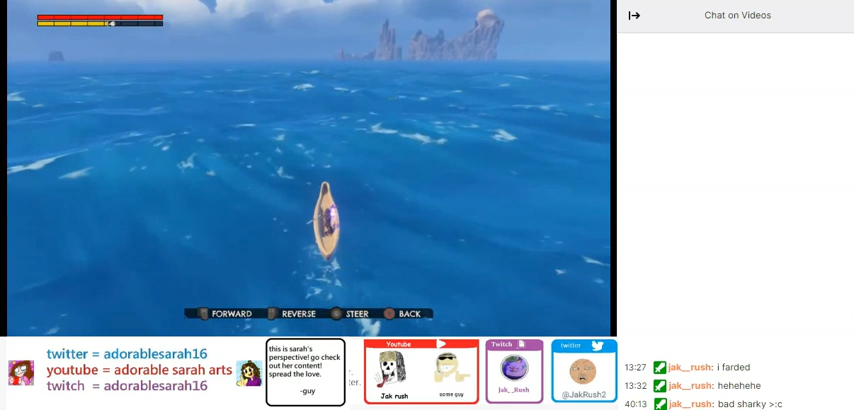 Chat on Videos
FORWARD REVERSE STEER BACK
twitter = adorablesarah16
youtube = adorable sarah arts
twitch = adorablesarah16
this is sarah's
perspective! go check
out her content!
spread the love.
-guy
Youtube
Jak rush
some guy
Twitch
Jak,_Rush
twitter
@JakRush2
13:27 jak__rush: i farded
13:32 jak__rush: hehehehe
40:13 jak__rush: bad sharky >:c